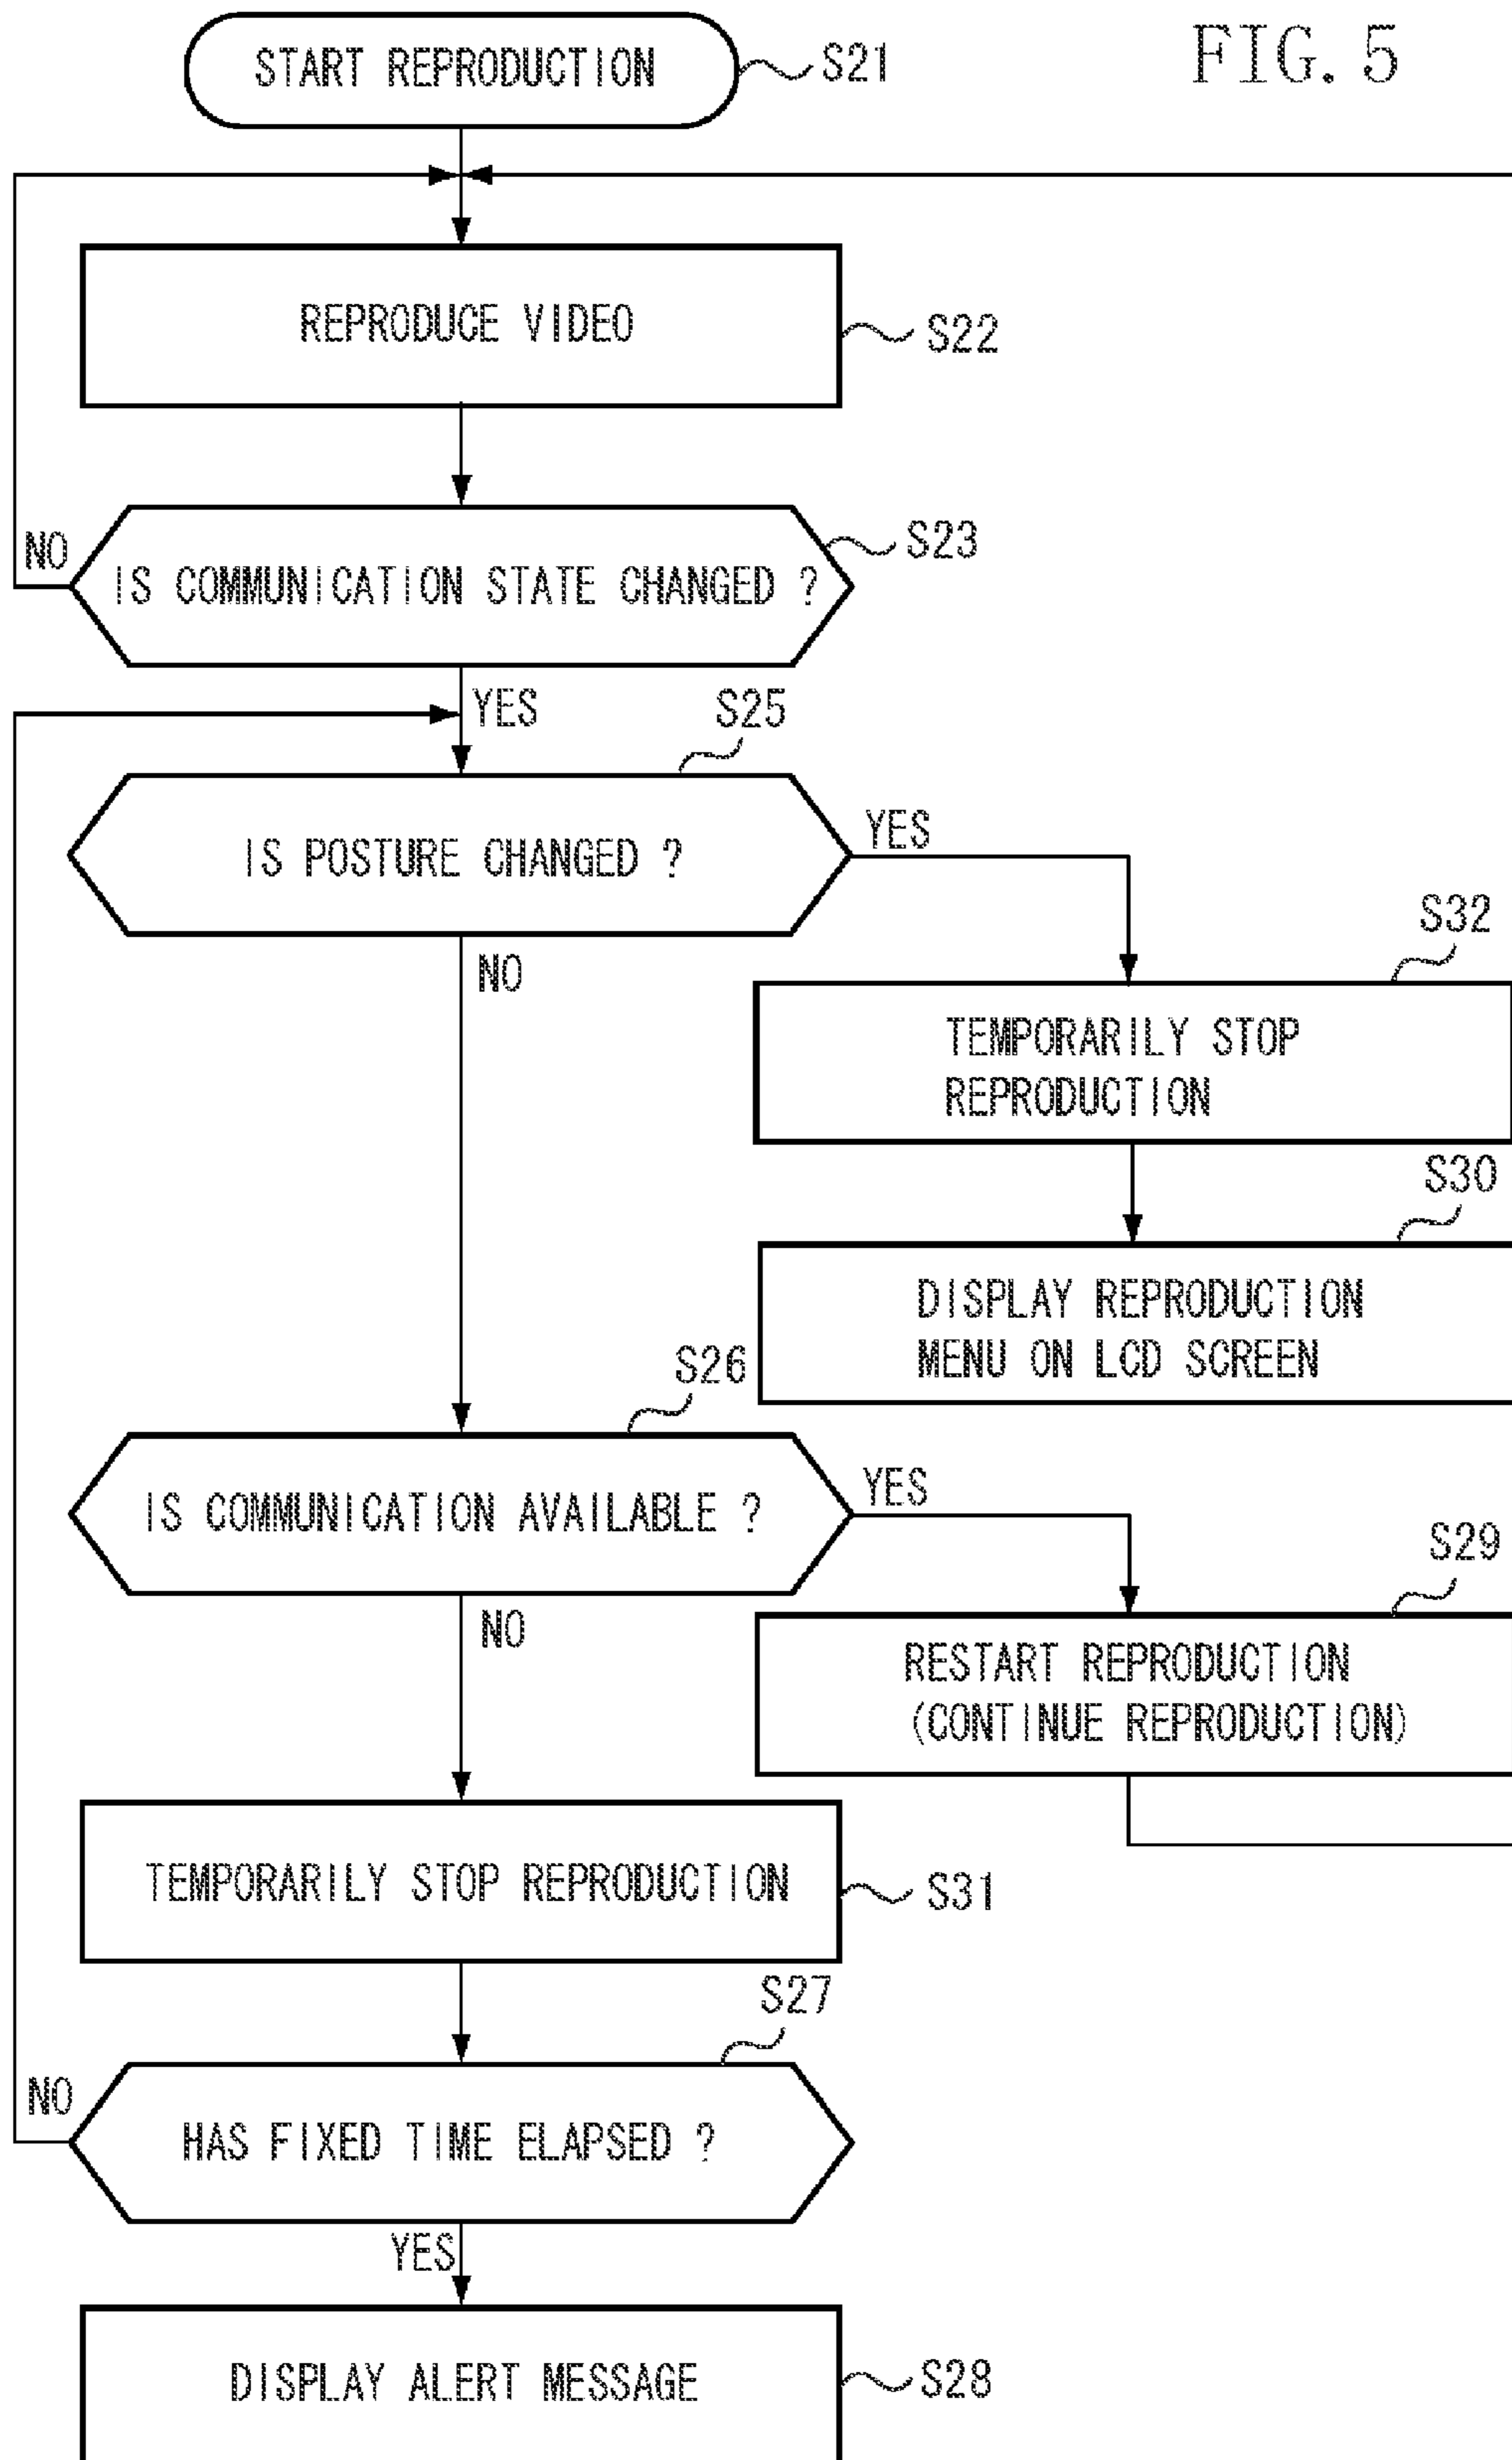 FIG. 5
START REPRODUCTION
S21
REPRODUCE VIDEO
S22
S23
NO
IS COMMUNICATION STATE CHANGED ?
YES
S25
IS POSTURE CHANGED ?
YES
NO
S32
TEMPORARILY STOP
REPRODUCTION
S30
DISPLAY REPRODUCTION
MENU ON LCD SCREEN
S26
IS COMMUNICATION AVAILABLE ?
YES
NO
S29
RESTART REPRODUCTION
(CONTINUE REPRODUCTION)
TEMPORARILY STOP REPRODUCTION
S31
S27
NO
HAS FIXED TIME ELAPSED ?
YES
DISPLAY ALERT MESSAGE
S28